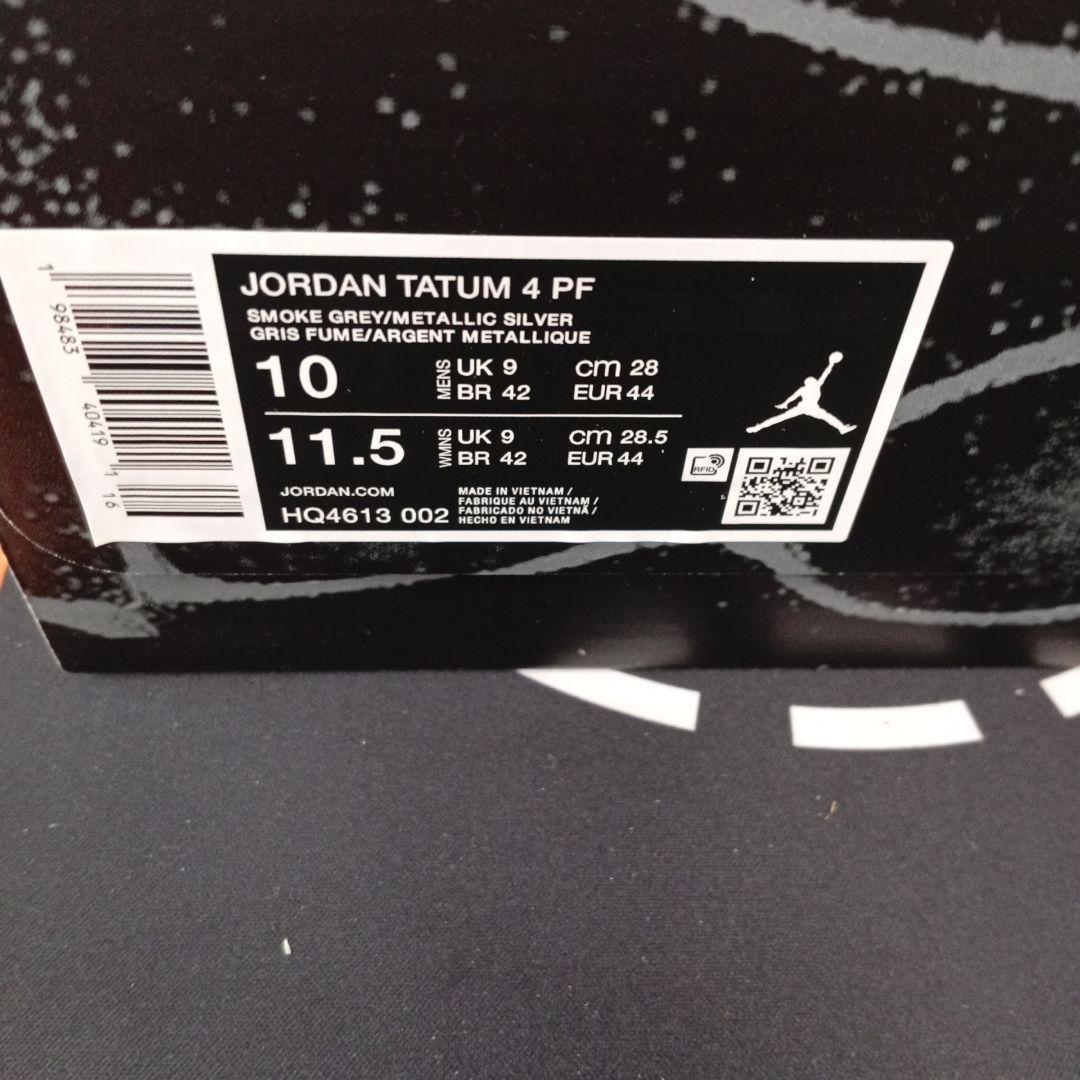 1 98483 40419 1 16
JORDAN TATUM 4 PF
SMOKE GREY/METALLIC SILVER
GRIS FUME/ARGENT METALLIQUE
10 MENS UK 9 cm 28
BR 42 EUR 44
11.5 WMNS UK 9 cm 28.5
BR 42 EUR 44
RFID
JORDAN.COM
HQ4613 002
MADE IN VIETNAM /
FABRIQUE AU VIETNAM /
FABRICADO NO VIETNÃ /
HECHO EN VIETNAM